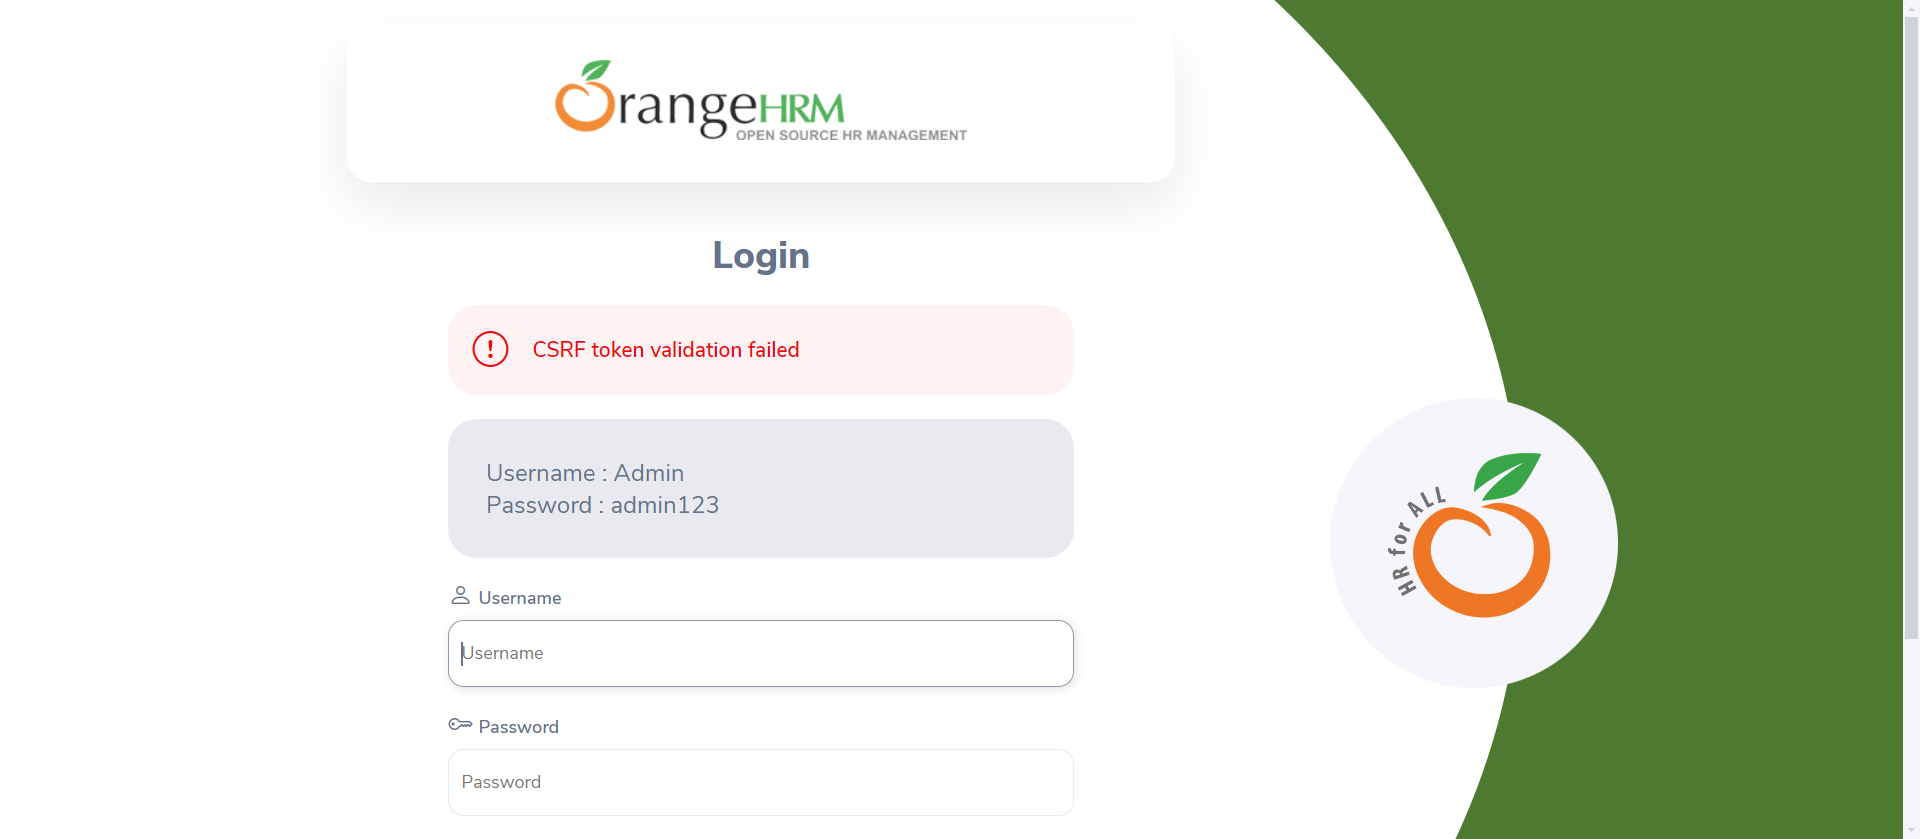 OrangeHRM
OPEN SOURCE HR MANAGEMENT
Login
CSRF token validation failed
Username : Admin
Password : admin123
Username
Username
Password
Password
HR for ALL